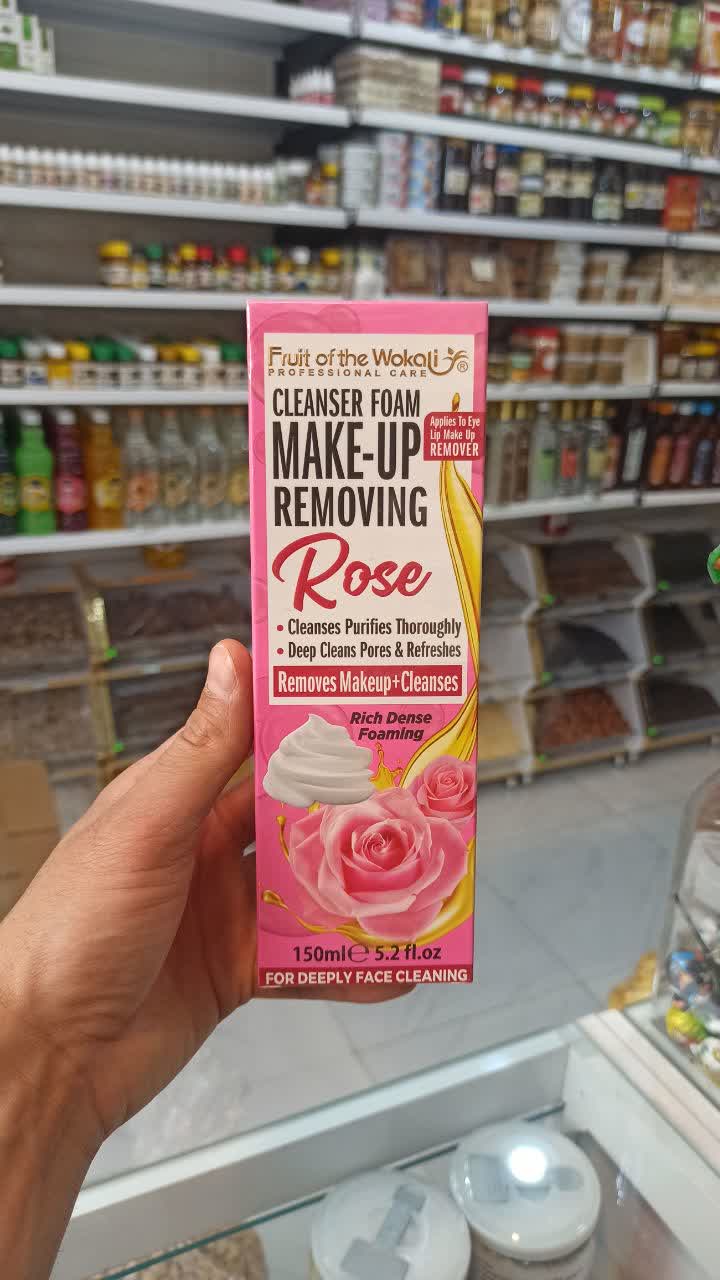 Fruit of the Wokali ®
PROFESSIONAL CARE
CLEANSER FOAM
MAKE-UP
REMOVING
Applies To Eye
Lip Make Up
REMOVER
Rose
• Cleanses Purifies Thoroughly
• Deep Cleans Pores & Refreshes
Removes Makeup+Cleanses
Rich Dense
Foaming
150ml℮ 5.2 fl.oz
FOR DEEPLY FACE CLEANING